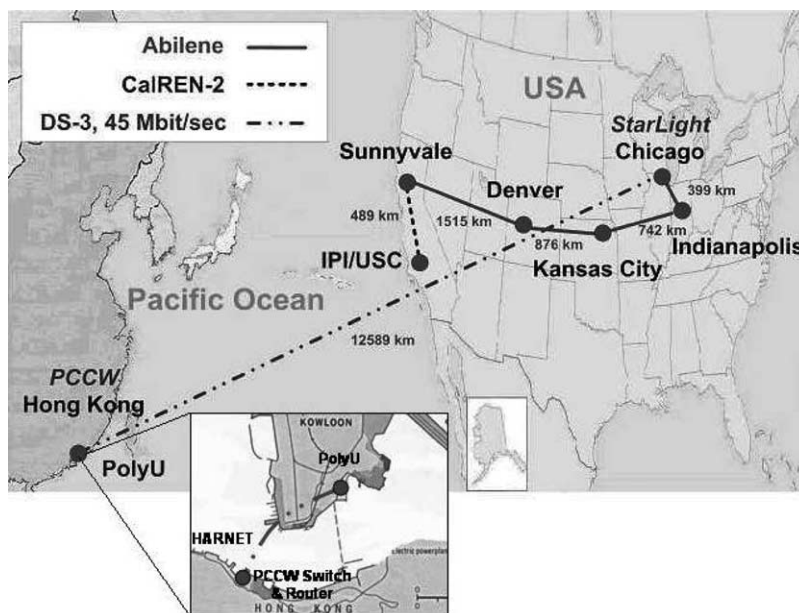 Abilene
CalREN-2
DS-3, 45 Mbit/sec
USA
StarLight
Chicago
Sunnyvale
Denver
399 km
489 km
1515 km
876 km
742 km
Indianapolis
IPI/USC
Kansas City
Pacific Ocean
12589 km
PCCW
Hong Kong
PolyU
KOWLOON
PolyU
HARNET
Electric powerplan
PCCW Switch
& Router
HONG KONG
0